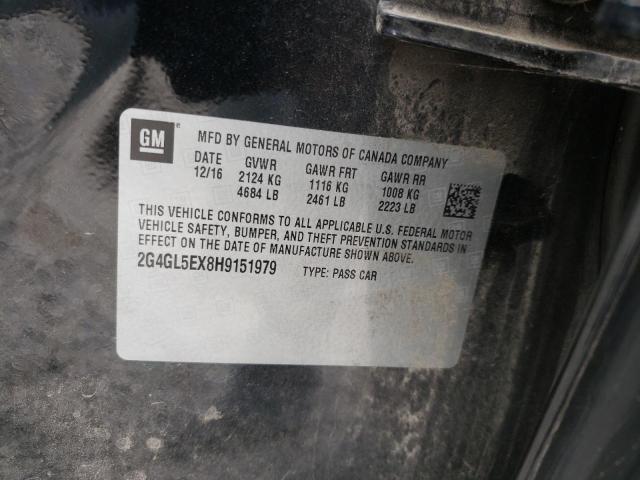 GM
MFD BY GENERAL MOTORS OF CANADA COMPANY
DATE GVWR GAWR FRT GAWR RR
12/16 2124 KG 1116 KG 1008 KG
4684 LB 2461 LB 2223 LB
THIS VEHICLE CONFORMS TO ALL APPLICABLE U.S. FEDERAL MOTOR
VEHICLE SAFETY, BUMPER, AND THEFT PREVENTION STANDARDS IN
EFFECT ON THE DATE OF MANUFACTURE SHOWN ABOVE.
2G4GL5EX8H9151979 TYPE: PASS CAR